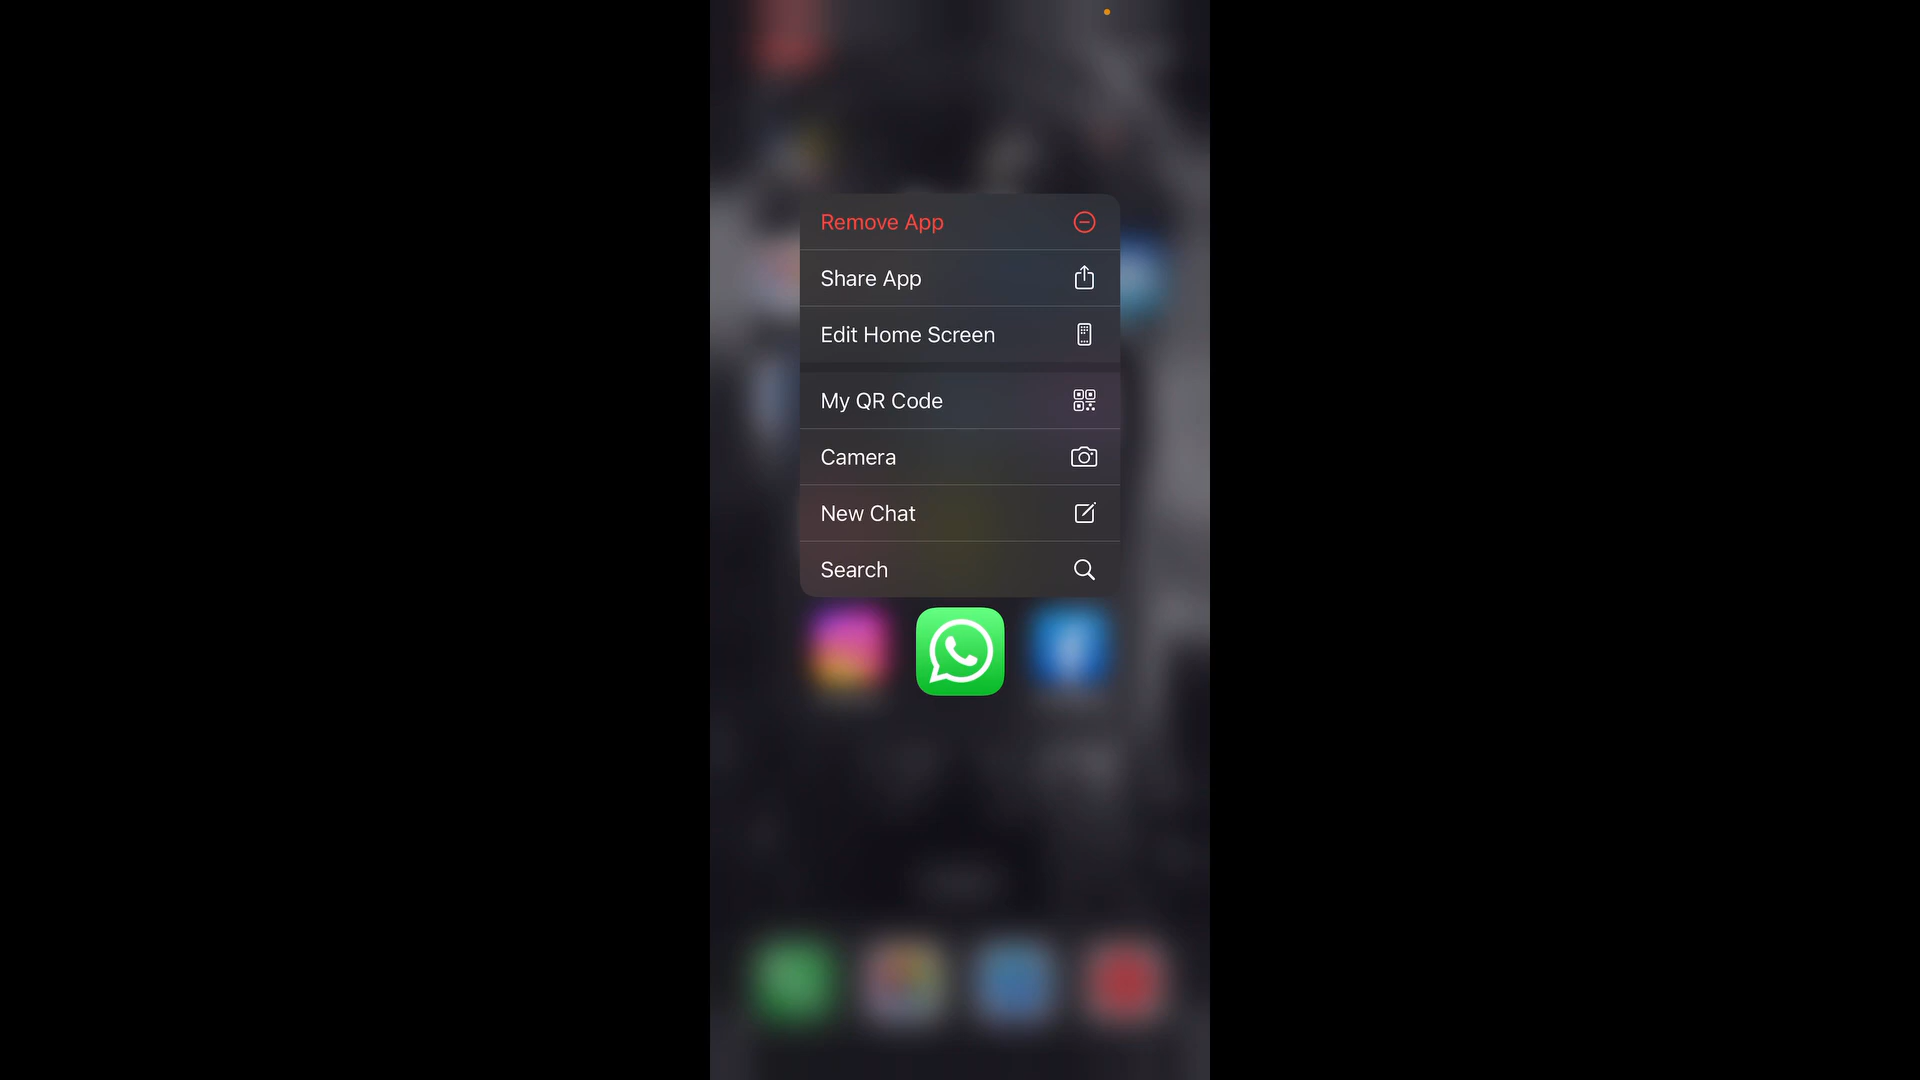 Remove App
Share App
Edit Home Screen
My QR Code
Camera
New Chat
Search